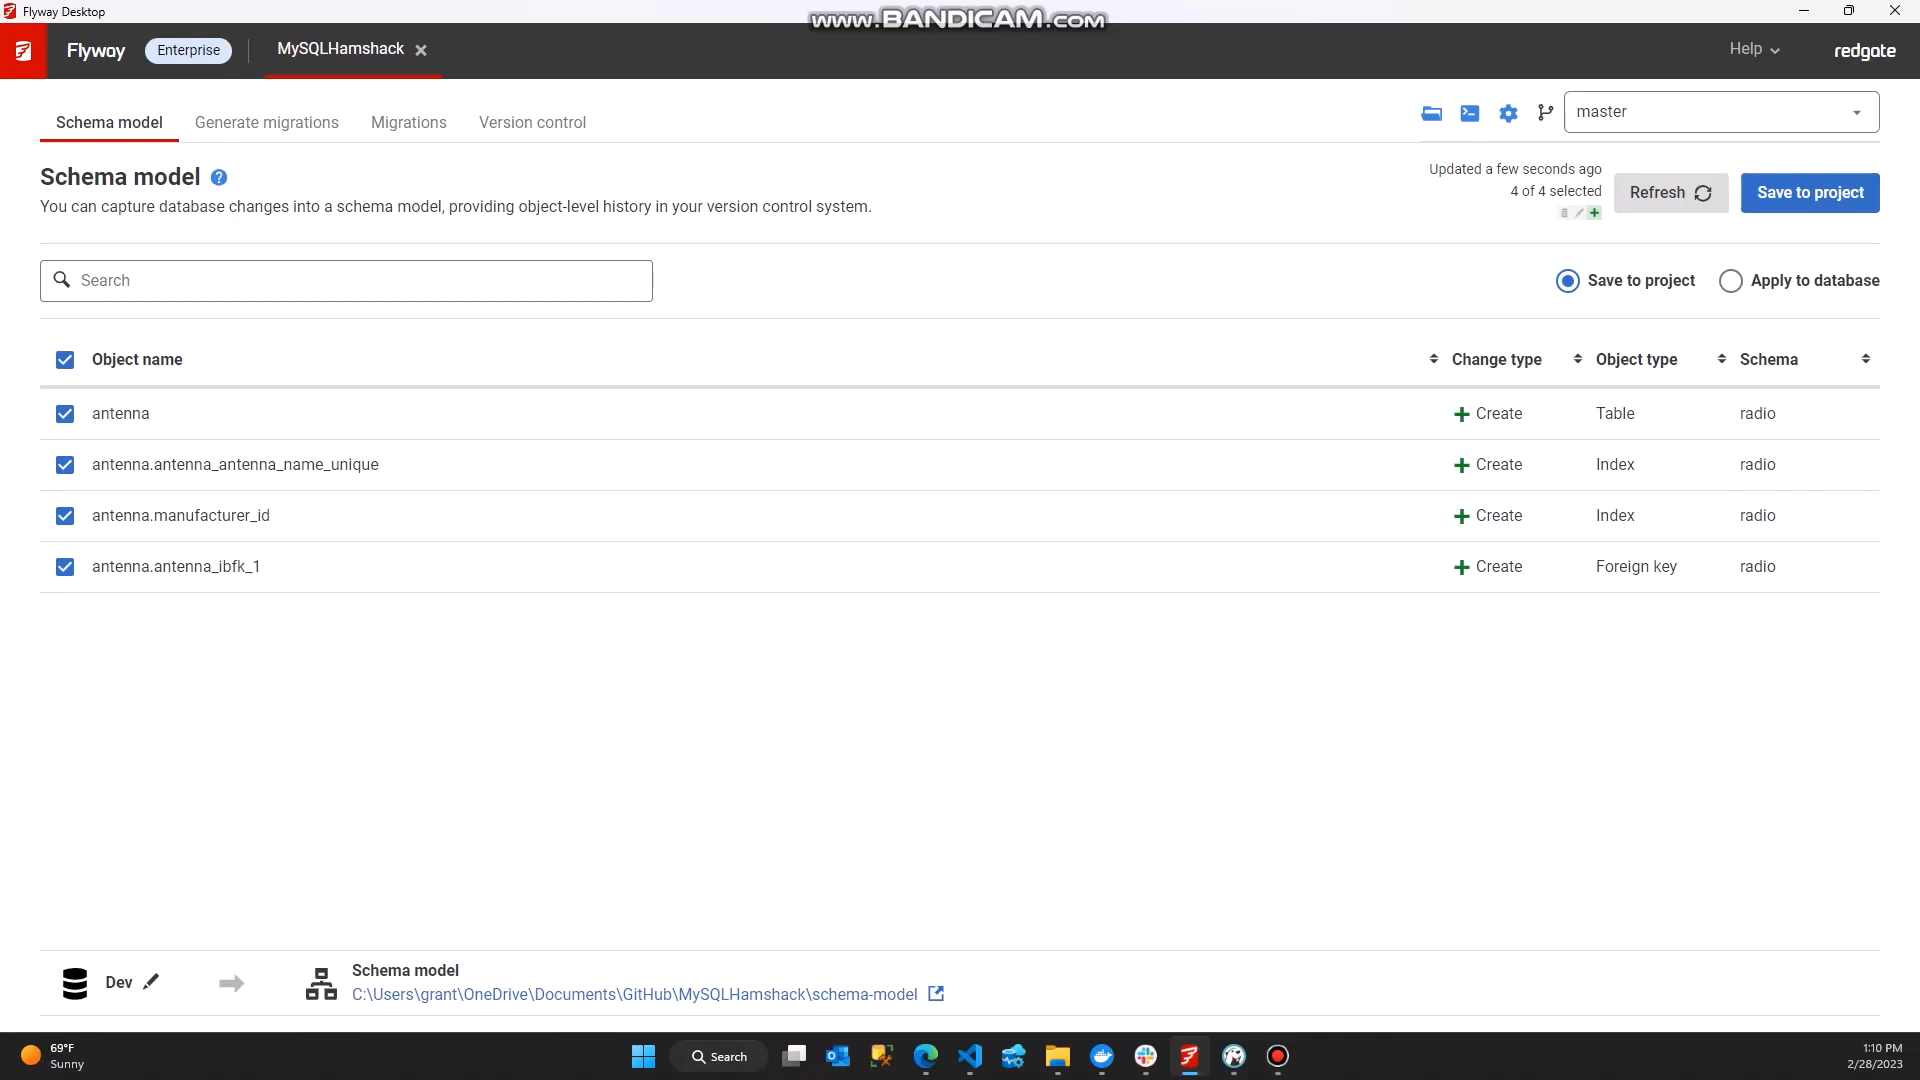 Flyway Desktop
www.BANDICAM.com
Flyway
Enterprise
MySQLHamshack
Help
redgate
Schema model
Generate migrations
Migrations
Version control
master
Schema model
You can capture database changes into a schema model, providing object-level history in your version control system.
Updated a few seconds ago
4 of 4 selected
Refresh
Save to project
Search
Save to project
Apply to database
Object name
Change type
Object type
Schema
antenna
Create
Table
radio
antenna.antenna_antenna_name_unique
Create
Index
radio
antenna.manufacturer_id
Create
Index
radio
antenna.antenna_ibfk_1
Create
Foreign key
radio
Dev
Schema model
C:\Users\grant\OneDrive\Documents\GitHub\MySQLHamshack\schema-model
69°F
Sunny
Search
1:10 PM
2/28/2023